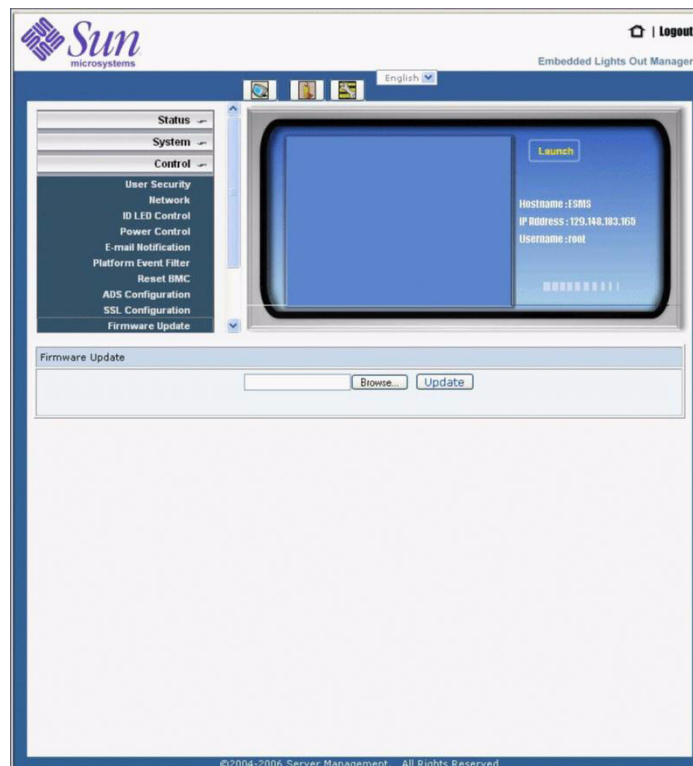 Sun
microsystems
| Logout
Embedded Lights Out Manager
English
Status
System
Control
User Security
Network
ID LED Control
Power Control
E-mail Notification
Platform Event Filter
Reset BMC
ADS Configuration
SSL Configuration
Firmware Update
Launch
Hostname :ESMS
IP Address : 129.148.183.165
Username :root
Firmware Update
Browse... Update
©2004-2006 Server Management All Rights Reserved